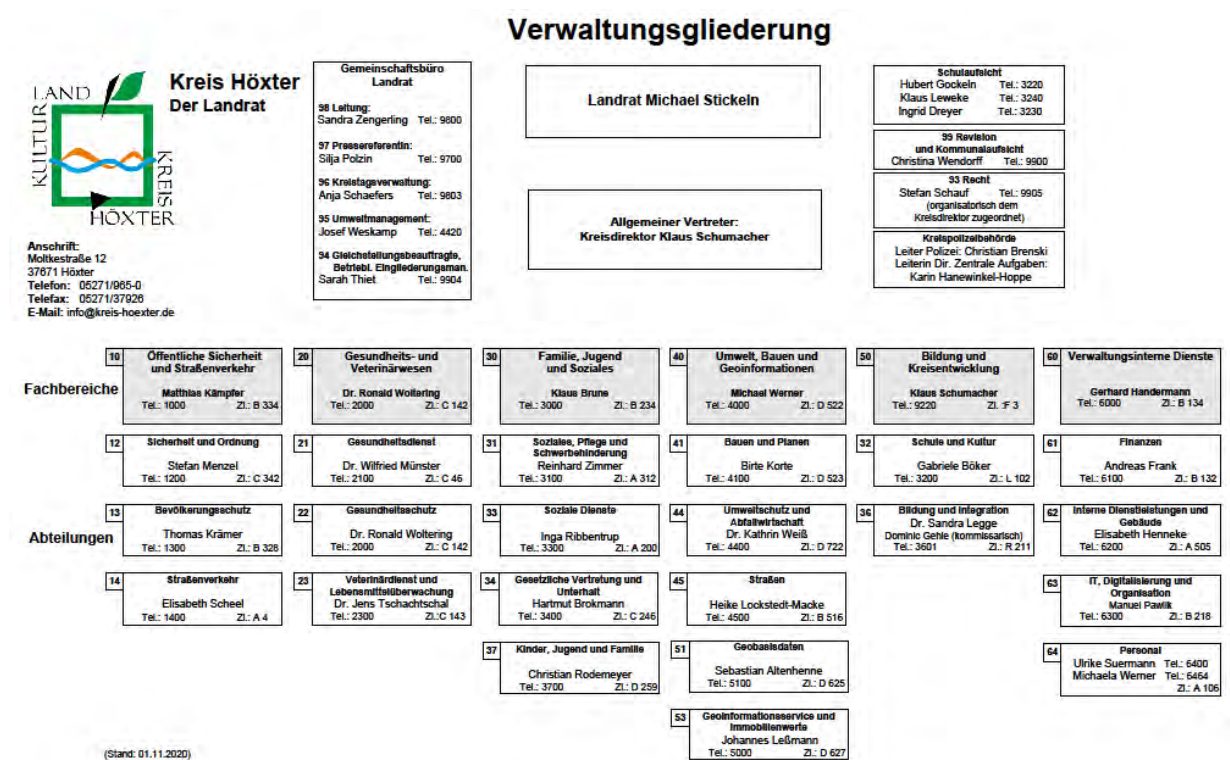 Verwaltungsgliederung
KULTUR
LAND
KREIS
HÖXTER
Kreis Höxter
Der Landrat
Anschrift:
Moltkestraße 12
37671 Höxter
Telefon: 05271/965-0
Telefax: 05271/37926
E-Mail: info@kreis-hoexter.de
Gemeinschaftsbüro
Landrat
98 Leitung:
Sandra Zengerling Tel.: 9800
97 Pressereferentin:
Silja Polzin Tel.: 9700
96 Kreistagsverwaltung:
Anja Schaefers Tel.: 9603
95 Umweltmanagement:
Josef Weskamp Tel.: 4420
94 Gleichstellungsbeauftragte,
Betriebl. Eingliederungsman.
Sarah Thiet Tel.: 9904
Landrat Michael Stickeln
Allgemeiner Vertreter:
Kreisdirektor Klaus Schumacher
Schulaufsicht
Hubert Gockeln Tel.: 3220
Klaus Leweke Tel.: 3240
Ingrid Dreyer Tel.: 3230
99 Revision
und Kommunalaufsicht
Christina Wendorff Tel.: 9900
93 Recht
Stefan Schauf Tel.: 9905
(organisatorisch dem
Kreisdirektor zugeordnet)
Kreispolizeibehörde
Leiter Polizei: Christian Brenski
Leiterin Dir. Zentrale Aufgaben:
Karin Hanewinkel-Hoppe
Fachbereiche
10 Öffentliche Sicherheit
und Straßenverkehr
Matthias Kämpfer
Tel.: 1000 Zi.: B 334
20 Gesundheits- und
Veterinärwesen
Dr. Ronald Woltering
Tel.: 2000 Zi.: C 142
30 Familie, Jugend
und Soziales
Klaus Brune
Tel.: 3000 Zi.: B 234
40 Umwelt, Bauen und
Geoinformationen
Michael Werner
Tel.: 4000 Zi.: D 522
50 Bildung und
Kreisentwicklung
Klaus Schumacher
Tel.: 9220 Zi. :F 3
60 Verwaltungsinterne Dienste
Gerhard Handermann
Tel.: 6000 Zi.: B 134
Abteilungen
12 Sicherheit und Ordnung
Stefan Menzel
Tel.: 1200 Zi.: C 342
21 Gesundheitsdienst
Dr. Wilfried Münster
Tel.: 2100 Zi.: C 46
31 Soziales, Pflege und
Schwerbehinderung
Reinhard Zimmer
Tel.: 3100 Zi.: A 312
41 Bauen und Planen
Birte Korte
Tel.: 4100 Zi.: D 523
32 Schule und Kultur
Gabriele Böker
Tel.: 3200 Zi.: L 102
61 Finanzen
Andreas Frank
Tel.: 6100 Zi.: B 132
13 Bevölkerungsschutz
Thomas Krämer
Tel.: 1300 Zi.: B 328
22 Gesundheitsschutz
Dr. Ronald Woltering
Tel.: 2000 Zi.: C 142
33 Soziale Dienste
Inga Ribbentrup
Tel.: 3300 Zi.: A 200
44 Umweltschutz und
Abfallwirtschaft
Dr. Kathrin Weiß
Tel.: 4400 Zi.: D 722
36 Bildung und Integration
Dr. Sandra Legge
Dominic Gehle (kommissarisch)
Tel.: 3601 Zi.: R 211
62 Interne Dienstleistungen und
Gebäude
Elisabeth Henneke
Tel.: 6200 Zi.: A 505
14 Straßenverkehr
Elisabeth Scheel
Tel.: 1400 Zi.: A 4
23 Veterinärdienst und
Lebensmittelüberwachung
Dr. Jens Tschachtschal
Tel.: 2300 Zi.:C 143
34 Gesetzliche Vertretung und
Unterhalt
Hartmut Brokmann
Tel.: 3400 Zi.: C 246
45 Straßen
Heike Lockstedt-Macke
Tel.: 4500 Zi.: B 516
63 IT, Digitalisierung und
Organisation
Manuel Pawlik
Tel.: 6300 Zi.: B 218
37 Kinder, Jugend und Familie
Christian Rodemeyer
Tel.: 3700 Zi.: D 259
51 Geobasisdaten
Sebastian Altenhenne
Tel.: 5100 Zi.: D 625
64 Personal
Ulrike Suermann Tel.: 6400
Michaela Werner Tel.: 6464
Zi.: A 106
53 Geoinformationsservice und
Immobilienwerte
Johannes Leßmann
Tel.: 5000 Zi.: D 627
(Stand: 01.11.2020)